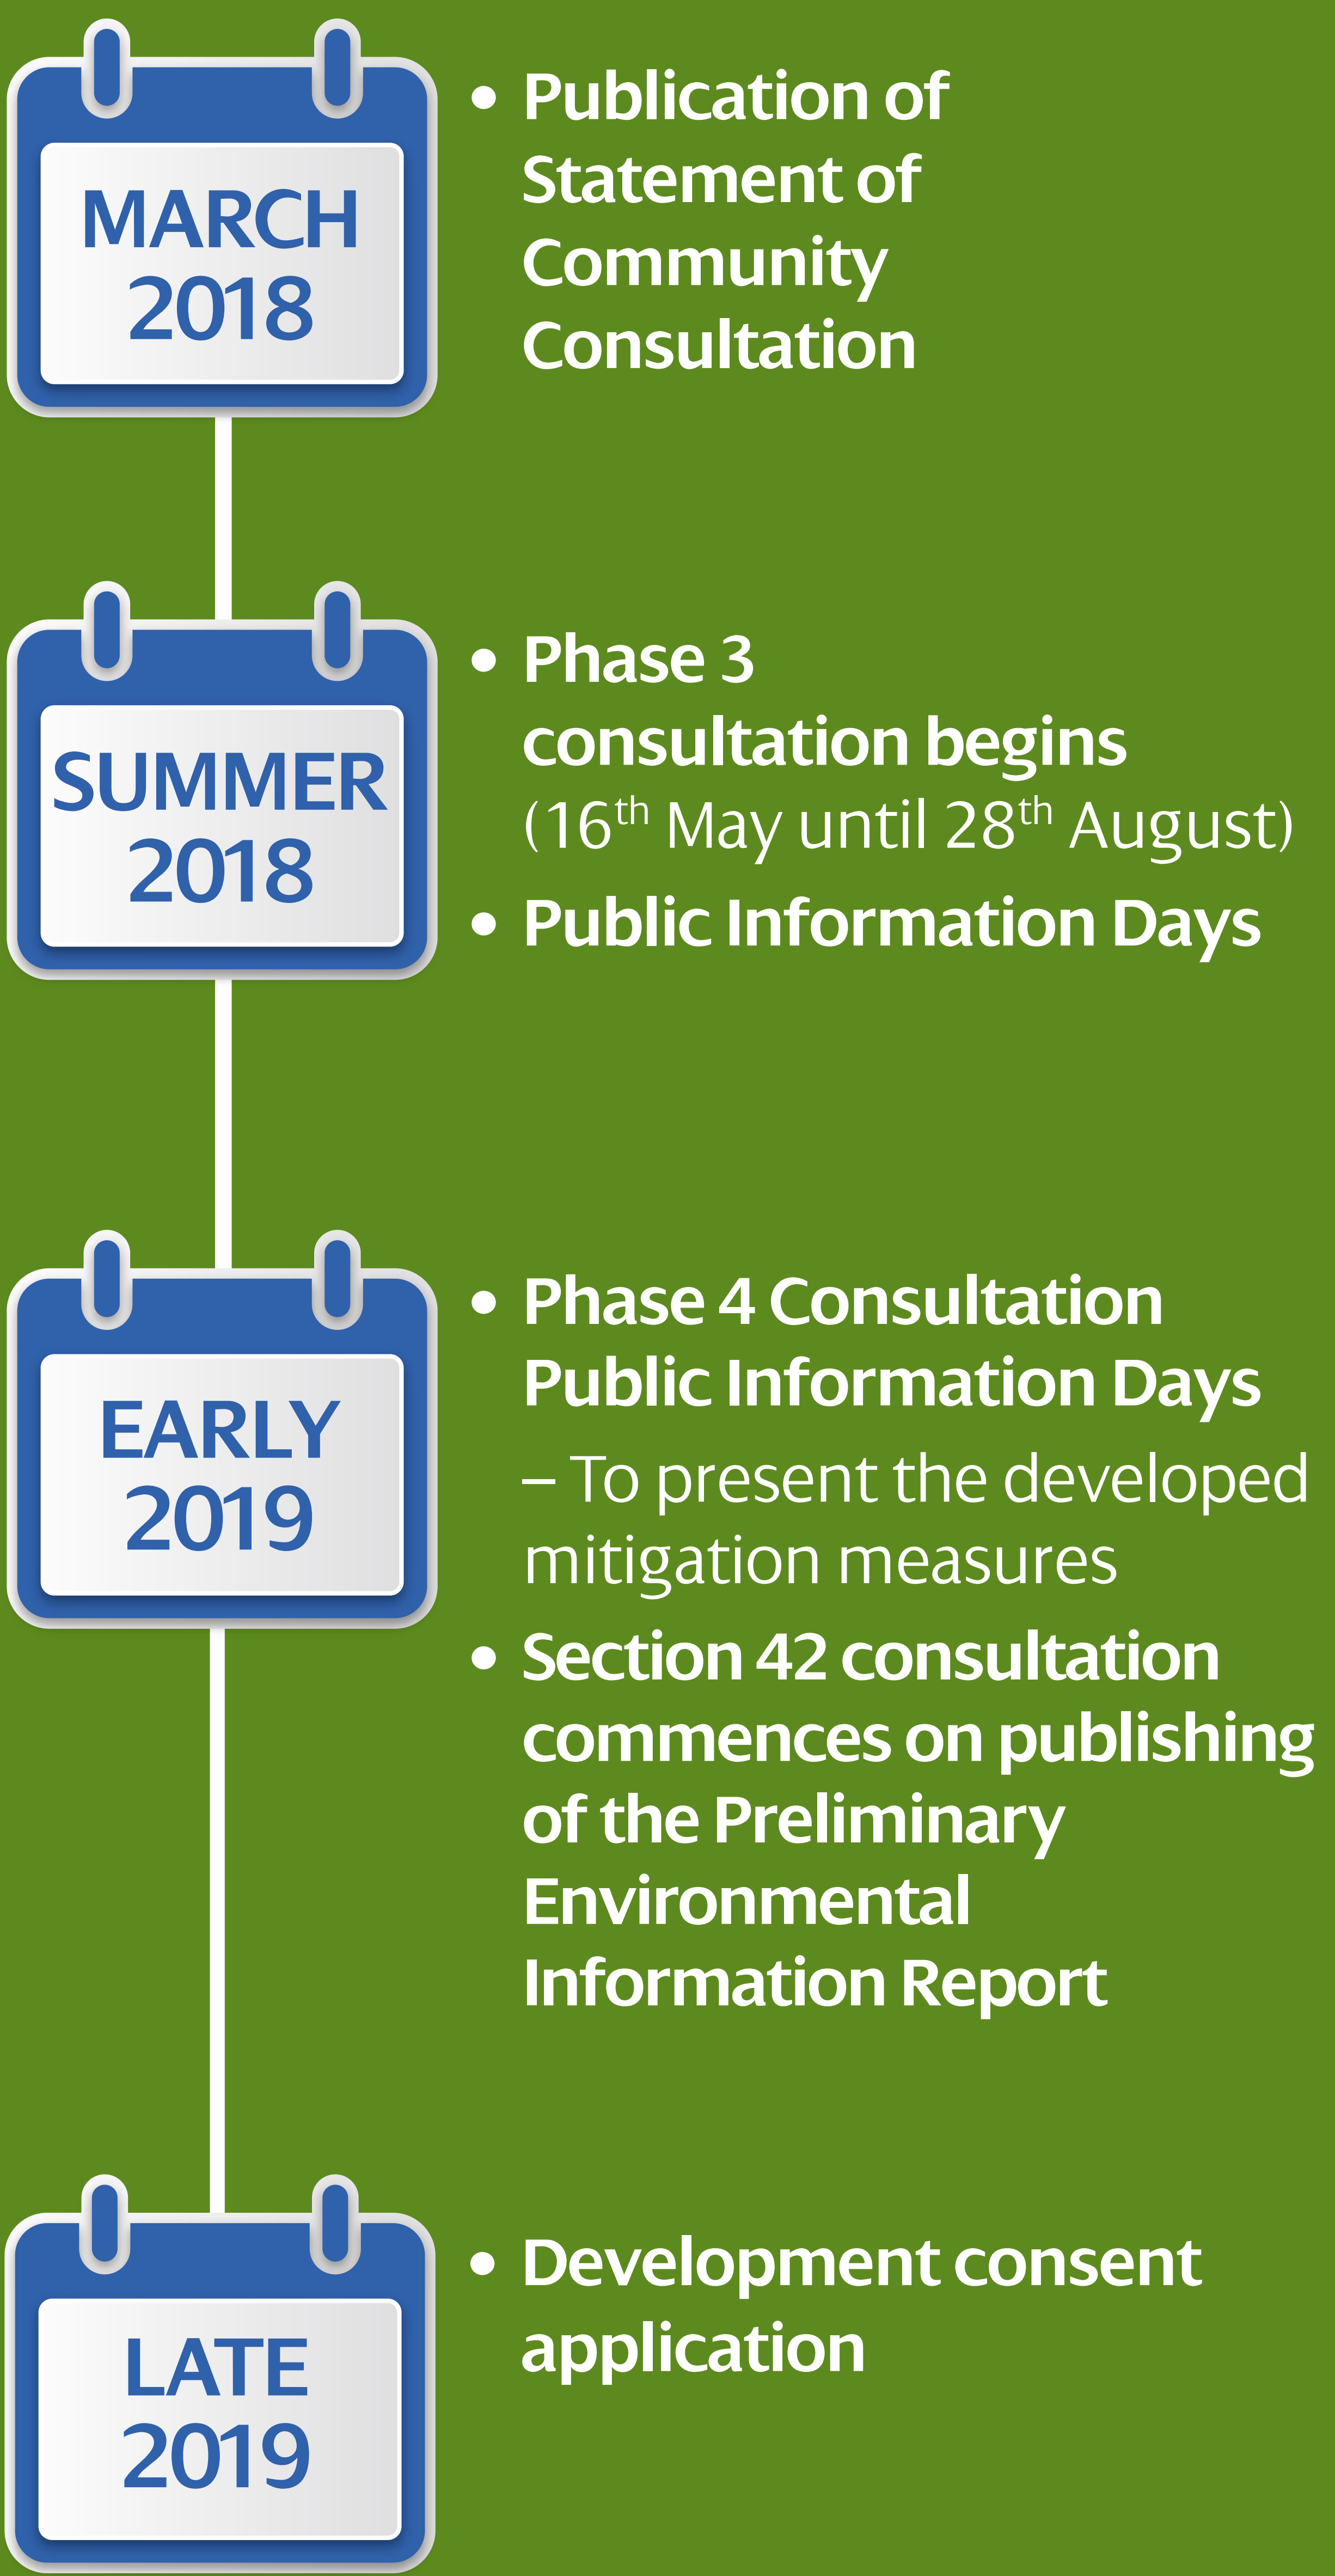 MARCH
2018
• Publication of
Statement of
Community
Consultation
SUMMER
2018
• Phase 3
consultation begins
(16th May until 28th August)
• Public Information Days
EARLY
2019
• Phase 4 Consultation
Public Information Days
– To present the developed
mitigation measures
• Section 42 consultation
commences on publishing
of the Preliminary
Environmental
Information Report
LATE
2019
• Development consent
application